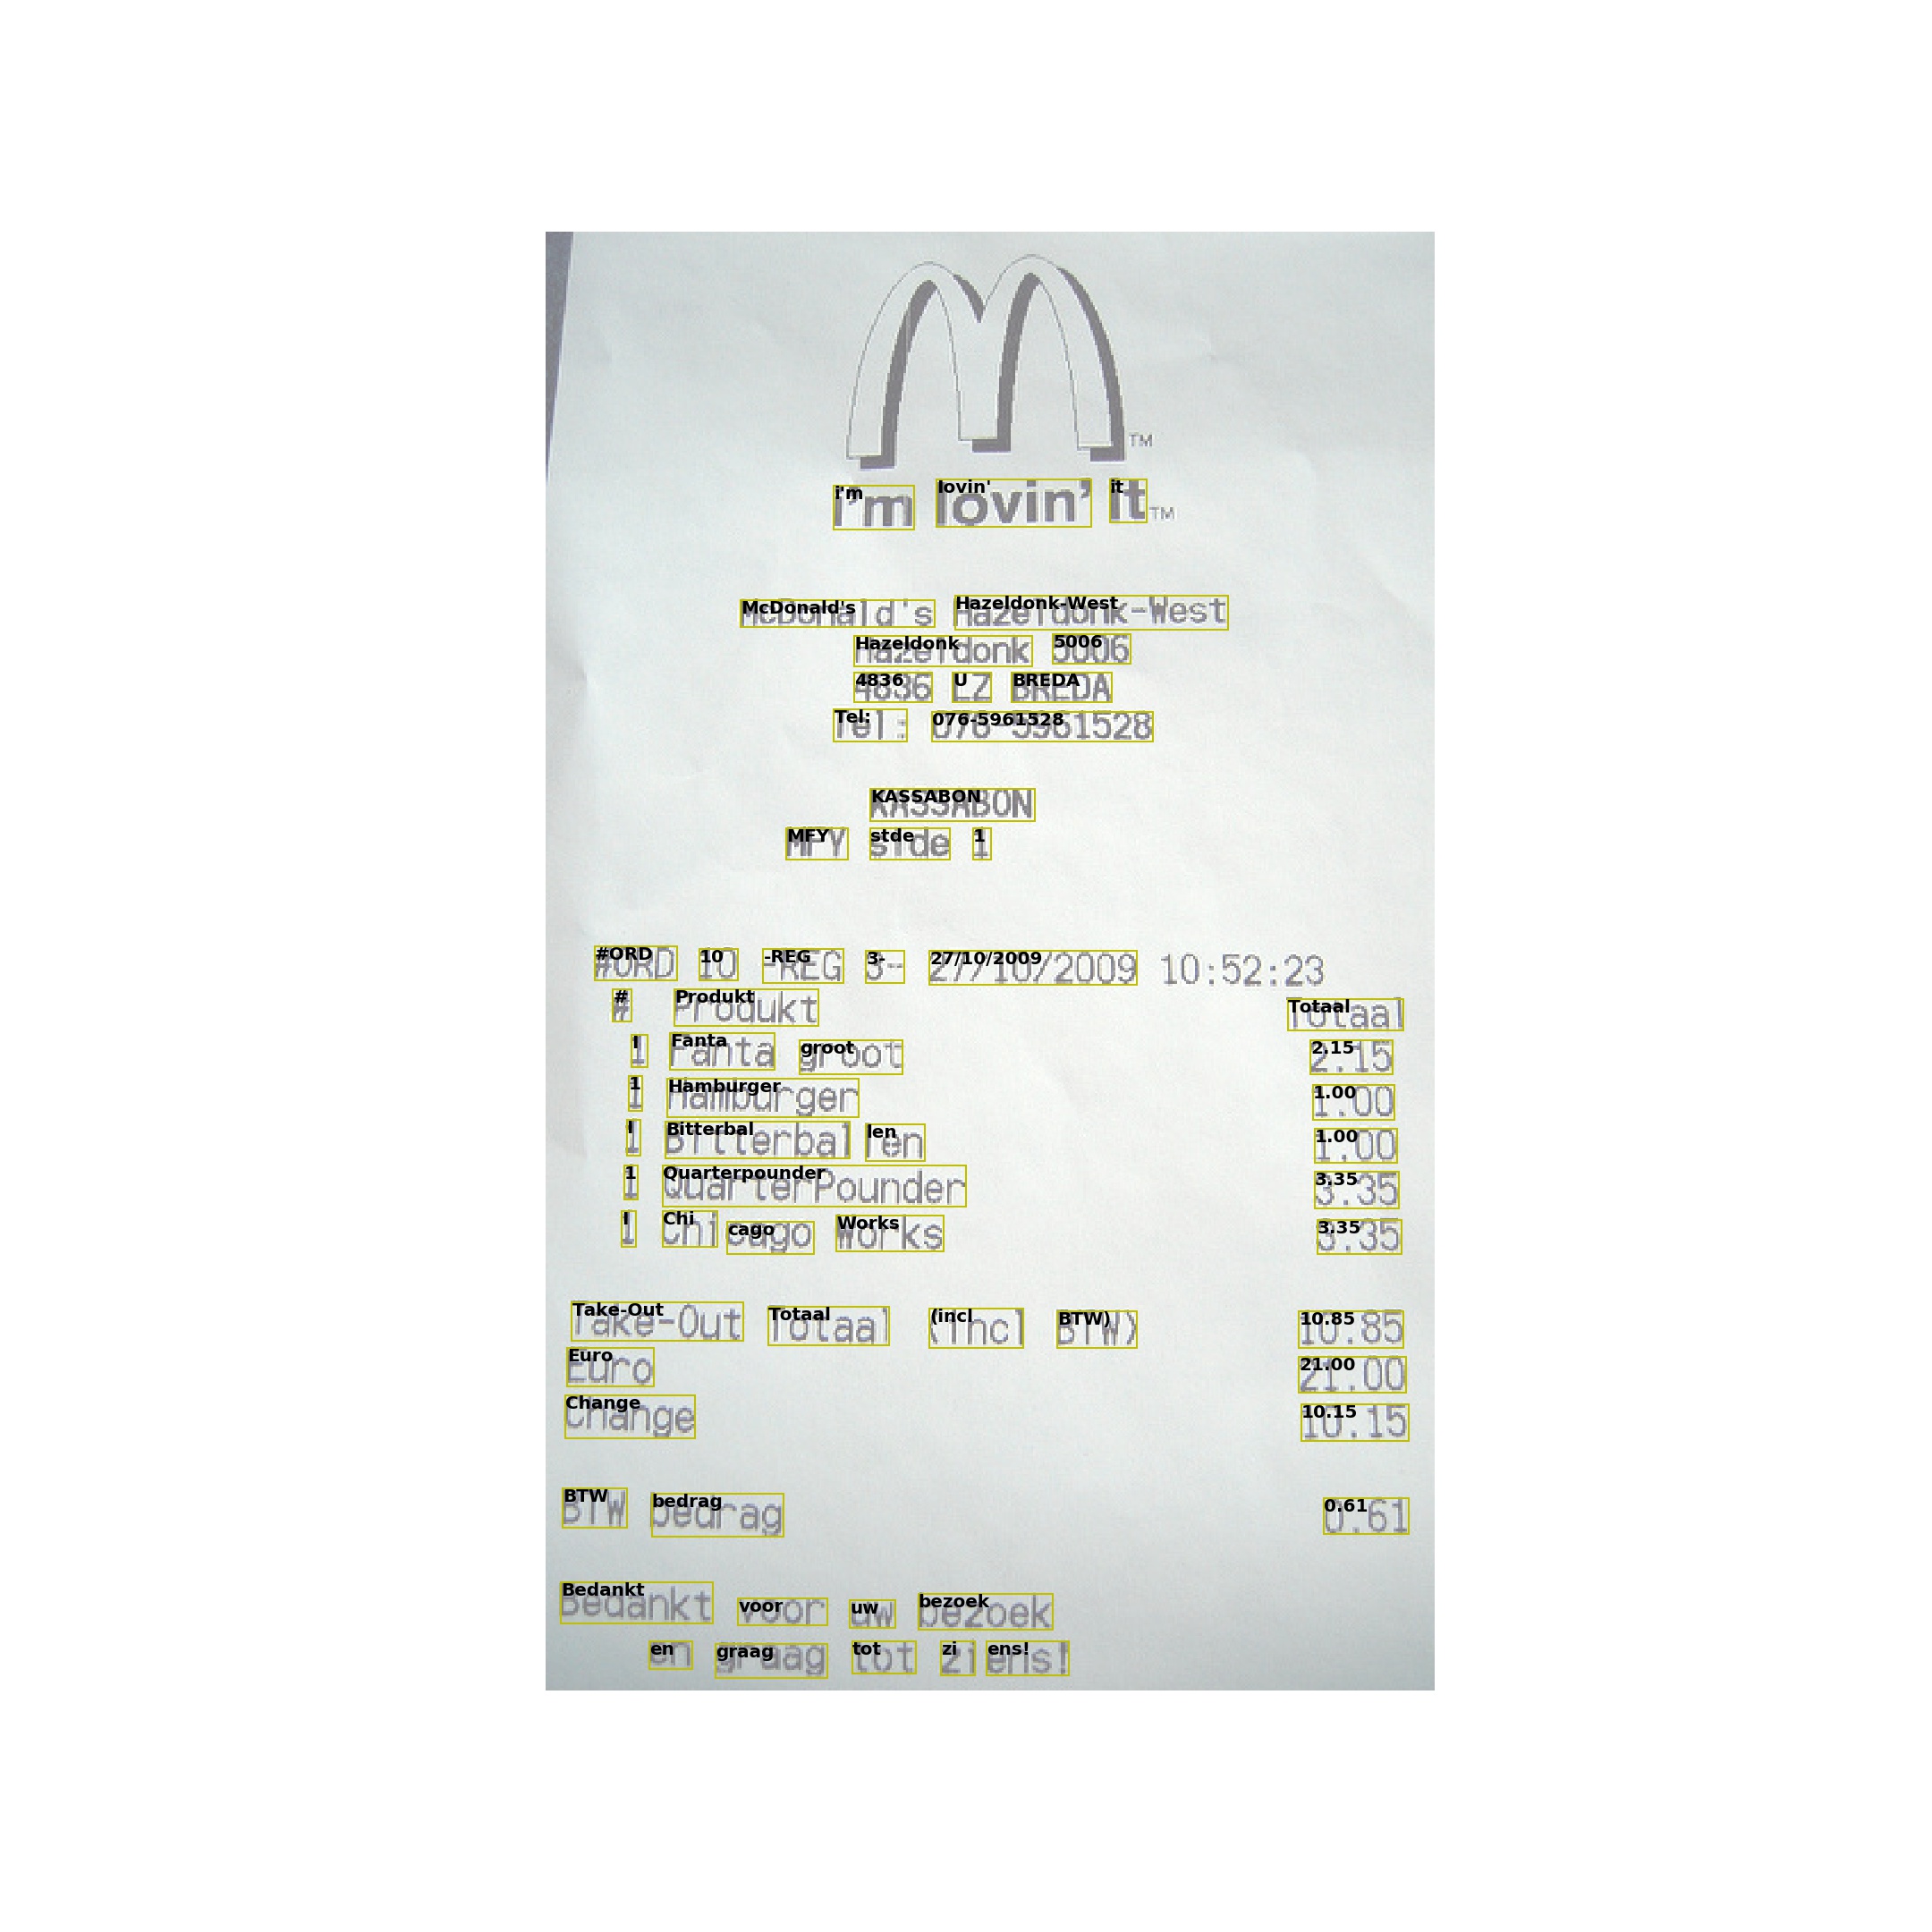 TM
i'm lovin' it TM
McDonald's Hazeldonk-West
Hazeldonk 5006
4836 LZ BREDA
Tel: 076-5961528
KASSABON
MFY side 1
#ORD 10 -REG 3- 27/10/2009 10:52:23
# Produkt Totaal
1 Fanta groot 2.15
1 Hamburger 1.00
1 Bitterballen 1.00
1 QuarterPounder 3.35
1 Chicago Works 3.35
Take-Out Totaal (incl BTW) 10.85
Euro 21.00
Change 10.15
BTW bedrag 0.61
Bedankt voor uw bezoek
en graag tot ziens!